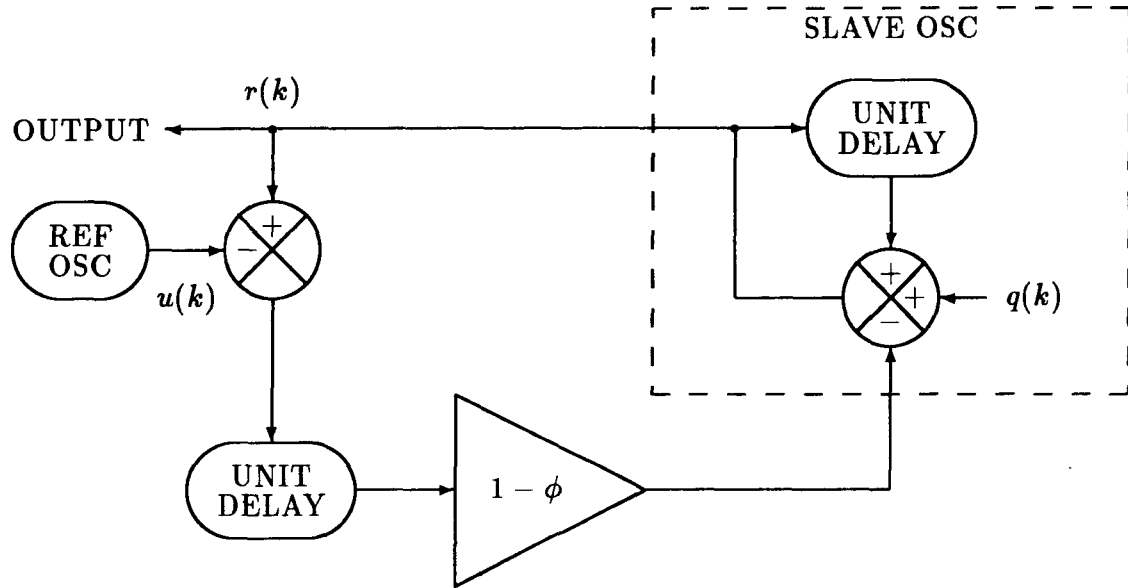 SLAVE OSC
r(k)
OUTPUT
UNIT
DELAY
+
−
REF
OSC
u(k)
+
+
−
q(k)
UNIT
DELAY
1 − ϕ